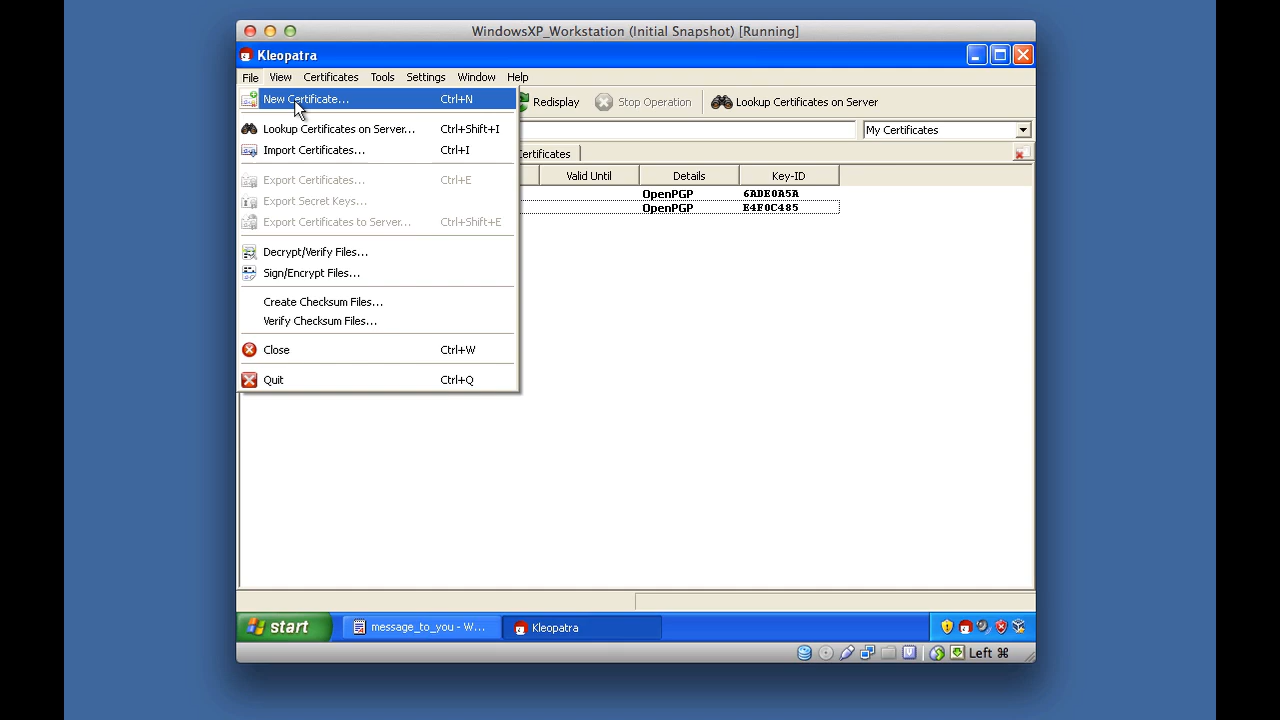 WindowsXP_Workstation (Initial Snapshot) [Running]
Kleopatra
File View Certificates Tools Settings Window Help
New Certificate... Ctrl+N
Redisplay Stop Operation Lookup Certificates on Server
Lookup Certificates on Server... Ctrl+Shift+I
My Certificates
Import Certificates... Ctrl+I
Certificates
Valid Until Details Key-ID
Export Certificates... Ctrl+E
OpenPGP 6ADE0A5A
Export Secret Keys...
OpenPGP E4F0C485
Export Certificates to Server... Ctrl+Shift+E
Decrypt/Verify Files...
Sign/Encrypt Files...
Create Checksum Files...
Verify Checksum Files...
Close Ctrl+W
Quit Ctrl+Q
start message_to_you - W... Kleopatra
Left ⌘